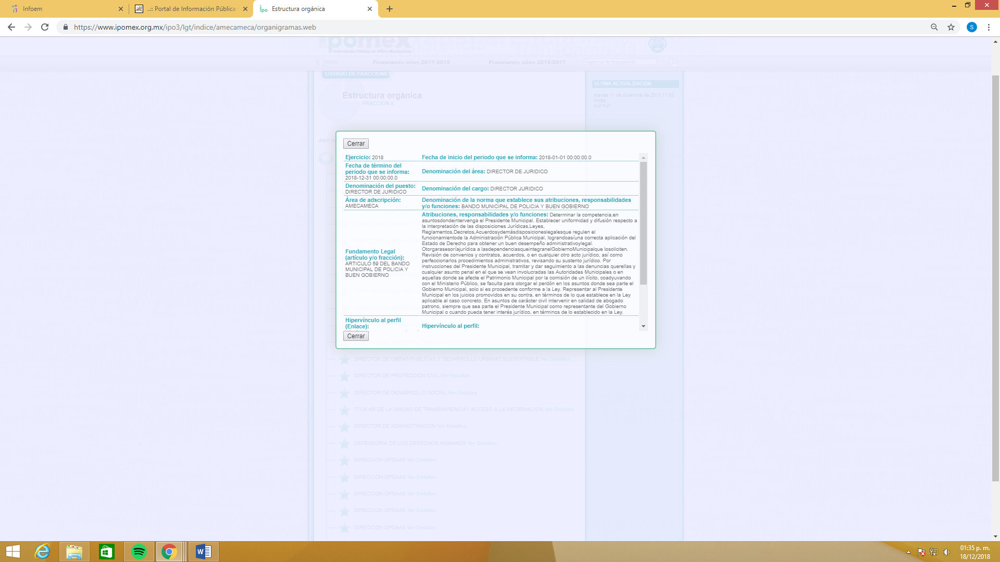 Infoem
..:: Portal de Información Pública
Estructura orgánica
https://www.ipomex.org.mx/ipo3/lgt/indice/amecameca/organigramas.web
S
ipomex
Información Pública de Oficio Mexiquense
Inicio
Fracciones años 2011-2015
Fracciones años 2015-2017
Ingresa tu búsqueda
LISTADO DE FRACCIONES
Estructura orgánica
FRACCIÓN II
ULTIMA ACTUALIZACIÓN
martes 11 de diciembre de 2018 17:03,
horas
null null
Cerrar
Ejercicio: 2018
Fecha de inicio del periodo que se informa: 2018-01-01 00:00:00.0
Fecha de término del
periodo que se informa:
2018-12-31 00:00:00.0
Denominación del área: DIRECTOR DE JURIDICO
Denominación del puesto:
DIRECTOR DE JURIDICO
Denominación del cargo: DIRECTOR JURIDICO
Área de adscripción:
AMECAMECA
Denominación de la norma que establece sus atribuciones, responsabilidades
y/o funciones: BANDO MUNICIPAL DE POLICIA Y BUEN GOBIERNO
Fundamento Legal
(artículo y/o fracción):
ARTICULO 59 DEL BANDO
MUNICIPAL DE POLICIA Y
BUEN GOBIERNO
Atribuciones, responsabilidades y/o funciones: Determinar la competencia,en
asuntosdondeintervenga el Presidente Municipal. Establecer uniformidad y difusión respecto a
la interpretación de las disposiciones Jurídicas,Leyes,
Reglamentos,Decretos,Acuerdosydemásdisposicioneslegalesque regulen el
funcionamientode la Administración Pública Municipal, lograndoasíuna correcta aplicación del
Estado de Derecho para obtener un buen desempeño administrativoylegal.
Otorgarasesoríajurídica a lasdependenciasqueintegranelGobiernoMunicipalque losoliciten.
Revisión de convenios y contratos, acuerdos, o en cualquier otro acto jurídico, así como
perfeccionarlos procedimientos administrativos, revisando su sustento jurídico. Por
instrucciones del Presidente Municipal, tramitar y dar seguimiento a las denuncias querellas y
cualquier asunto penal en el que se vean involucradas las Autoridades Municipales o en
aquellas donde se afecte el Patrimonio Municipal por la comisión de un ilícito, coadyuvando
con el Ministerio Público, se faculta para otorgar el perdón en los asuntos donde sea parte el
Gobierno Municipal, solo si es procedente conforme a la Ley. Representar al Presidente
Municipal en los juicios promovidos en su contra, en términos de lo que establece en la Ley
aplicable al caso concreto. En asuntos de carácter civil intervenir en calidad de abogado
patrono, siempre que sea parte el Presidente Municipal como representante del Gobierno
Municipal o cuando pueda tener interés jurídico, en términos de lo establecido en la Ley.
Hipervínculo al perfil
(Enlace):
Hipervínculo al perfil:
Cerrar
DIRECTOR DE OBRAS PUBLICAS Y DESARROLLO URBANO SUSTENTABLE Ver Detalles
DIRECTOR DE PROTECCION CIVIL Ver Detalles
DIRECTOR DE DESARROLLO SOCIAL Ver Detalles
TITULAR DE LA UNIDAD DE TRANSPARENCIAY ACCESO A LA INFORMACION Ver Detalles
DIRECTOR DE ADMINISTRACION Ver Detalles
DEFENSORIA DE LOS DERECHOS HUMANOS Ver Detalles
DIRECCION OPDAAS Ver Detalles
DIRECCION OPDAAS Ver Detalles
DIRECCION OPDAAS Ver Detalles
DIRECCION OPDAAS Ver Detalles
DIRECCION OPDAAS Ver Detalles
01:35 p. m.
18/12/2018